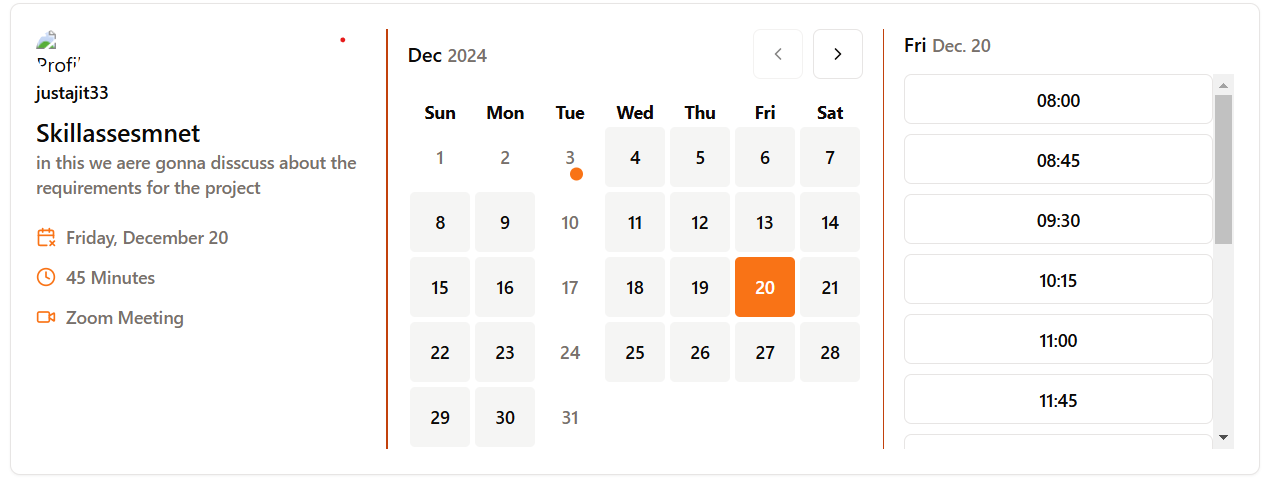 Profi
justajit33
Skillassesmnet
in this we aere gonna disscuss about the
requirements for the project
Friday, December 20
45 Minutes
Zoom Meeting
Dec 2024
Sun Mon Tue Wed Thu Fri Sat
1 2 3 4 5 6 7
8 9 10 11 12 13 14
15 16 17 18 19 20 21
22 23 24 25 26 27 28
29 30 31
Fri Dec. 20
08:00
08:45
09:30
10:15
11:00
11:45